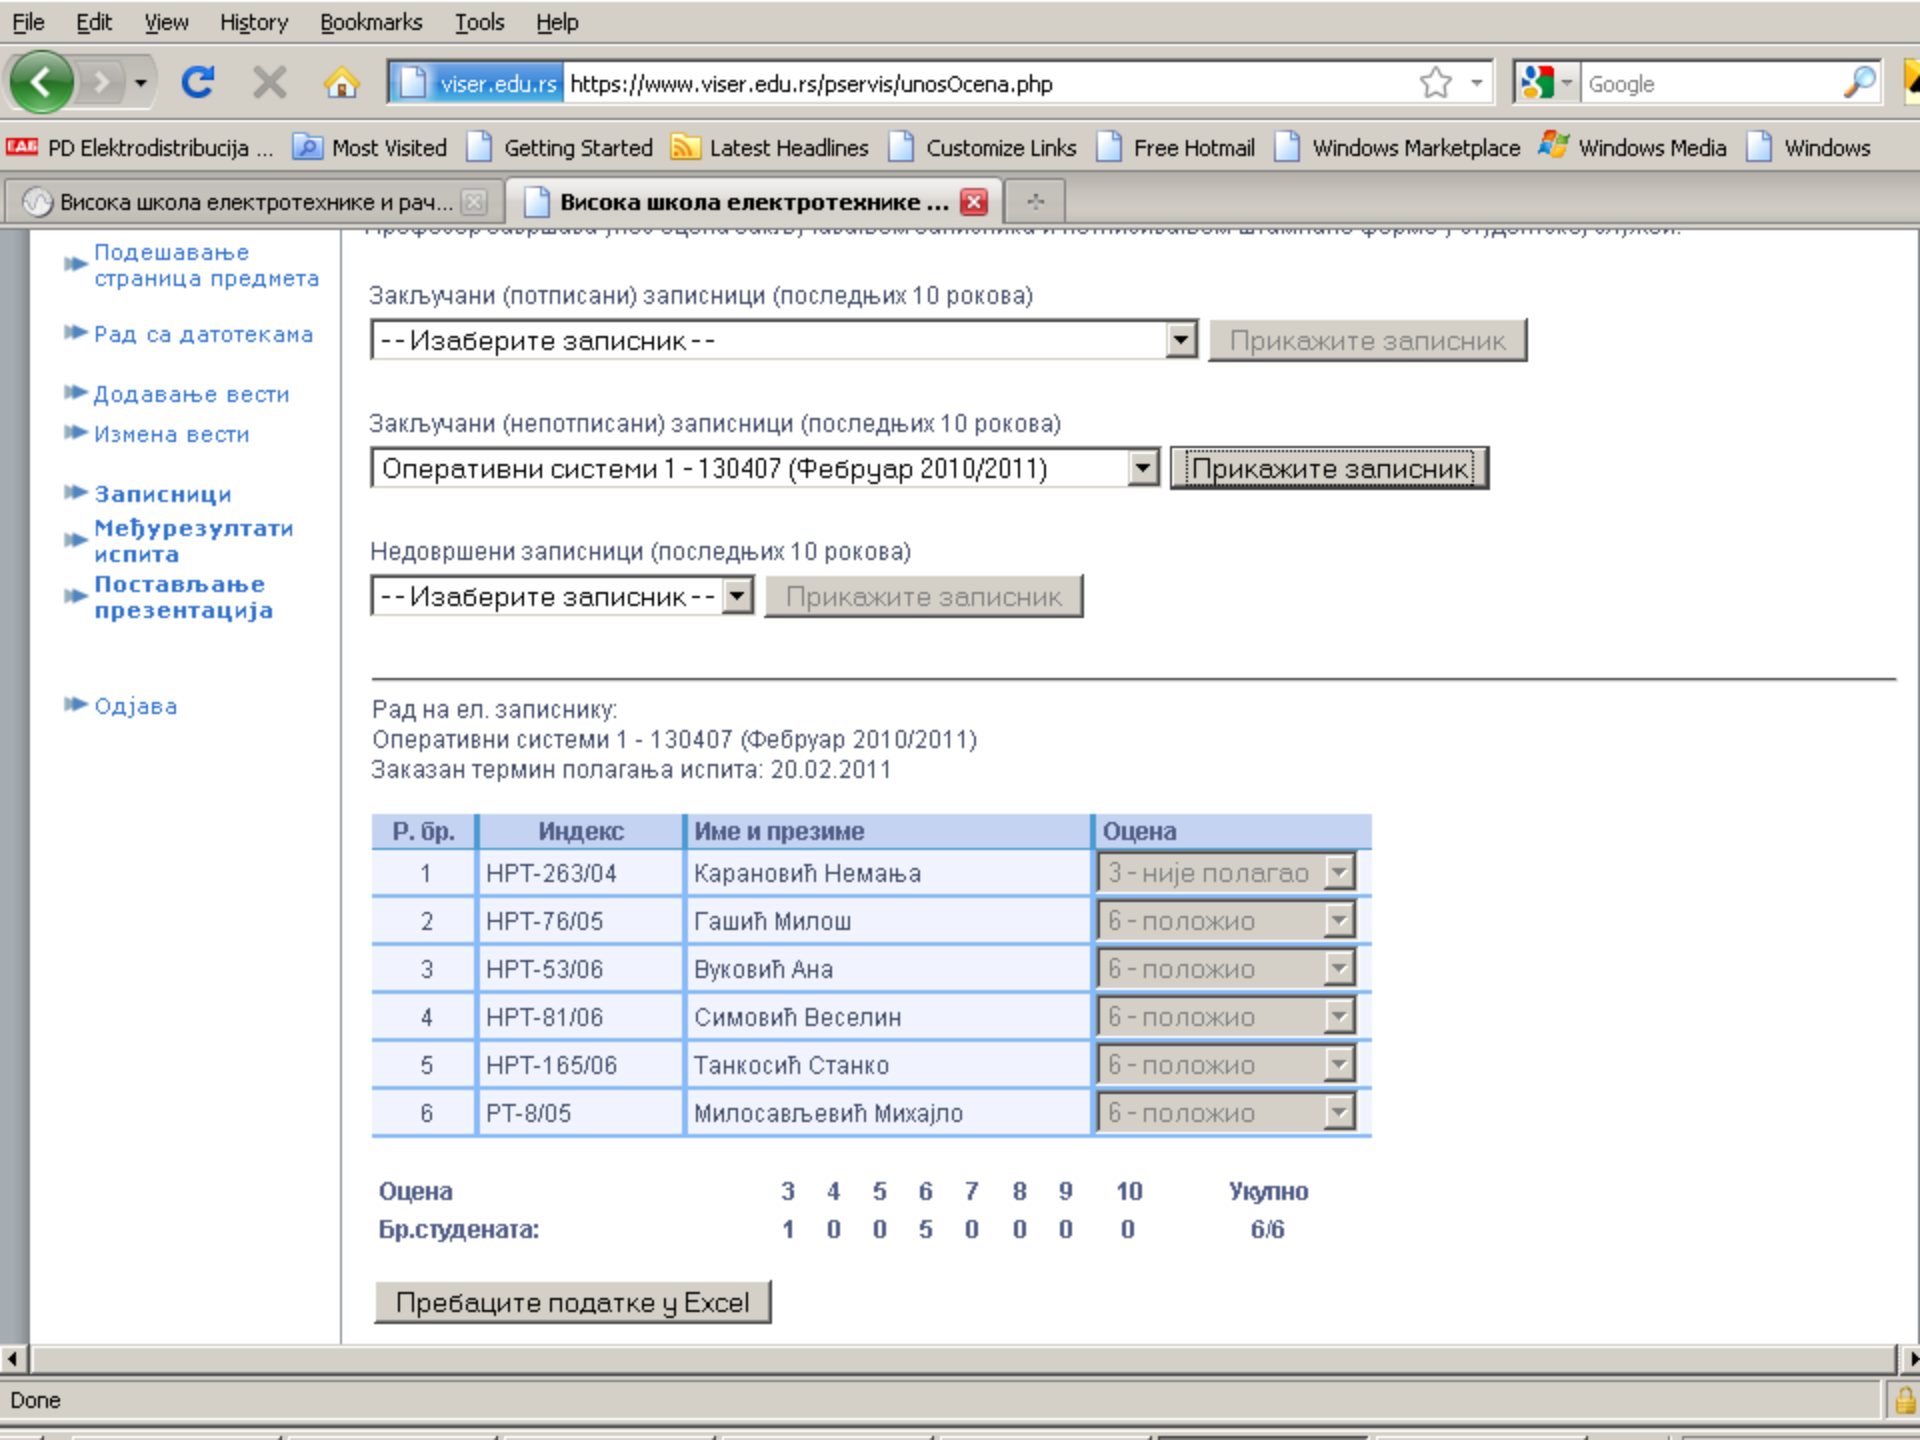 File Edit View History Bookmarks Tools Help
viser.edu.rs https://www.viser.edu.rs/pservis/unosOcena.php Google
PD Elektrodistribucija ... Most Visited Getting Started Latest Headlines Customize Links Free Hotmail Windows Marketplace Windows Media Windows
Висока школа електротехнике и рач... Висока школа електротехнике ...
Подешавање
страница предмета
Рад са датотекама
Додавање вести
Измена вести
Записници
Међурезултати
испита
Постављање
презентација
Одјава
Закључани (потписани) записници (последњих 10 рокова)
-- Изаберите записник -- Прикажите записник
Закључани (непотписани) записници (последњих 10 рокова)
Оперативни системи 1 - 130407 (Фебруар 2010/2011) Прикажите записник
Недовршени записници (последњих 10 рокова)
-- Изаберите записник -- Прикажите записник
Рад на ел. записнику:
Оперативни системи 1 - 130407 (Фебруар 2010/2011)
Заказан термин полагања испита: 20.02.2011
Р. бр. Индекс Име и презиме Оцена
1 НРТ-263/04 Карановић Немања 3 - није полагао
2 НРТ-76/05 Гашић Милош 6 - положио
3 НРТ-53/06 Вуковић Ана 6 - положио
4 НРТ-81/06 Симовић Веселин 6 - положио
5 НРТ-165/06 Танкосић Станко 6 - положио
6 РТ-8/05 Милосављевић Михајло 6 - положио
Оцена 3 4 5 6 7 8 9 10 Укупно
Бр.студената: 1 0 0 5 0 0 0 0 6/6
Пребаците податке у Excel
Done